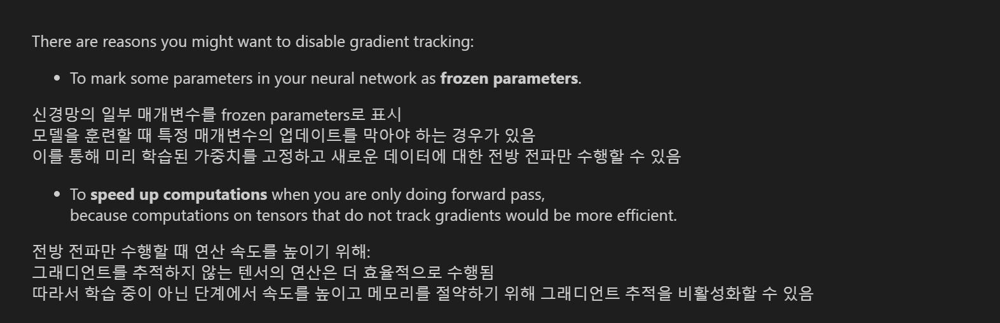 There are reasons you might want to disable gradient tracking:
• To mark some parameters in your neural network as frozen parameters.
신경망의 일부 매개변수를 frozen parameters로 표시
모델을 훈련할 때 특정 매개변수의 업데이트를 막아야 하는 경우가 있음
이를 통해 미리 학습된 가중치를 고정하고 새로운 데이터에 대한 전방 전파만 수행할 수 있음
• To speed up computations when you are only doing forward pass,
because computations on tensors that do not track gradients would be more efficient.
전방 전파만 수행할 때 연산 속도를 높이기 위해:
그래디언트를 추적하지 않는 텐서의 연산은 더 효율적으로 수행됨
따라서 학습 중이 아닌 단계에서 속도를 높이고 메모리를 절약하기 위해 그래디언트 추적을 비활성화할 수 있음